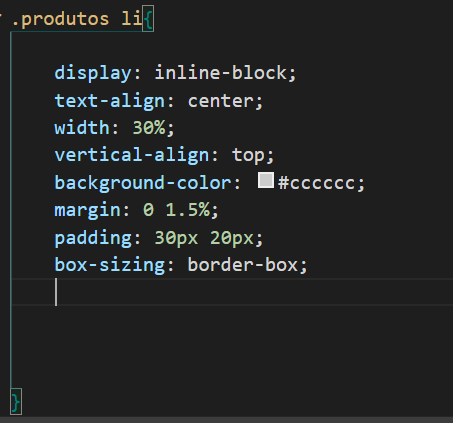 .produtos li{
display: inline-block;
text-align: center;
width: 30%;
vertical-align: top;
background-color: #cccccc;
margin: 0 1.5%;
padding: 30px 20px;
box-sizing: border-box;
}